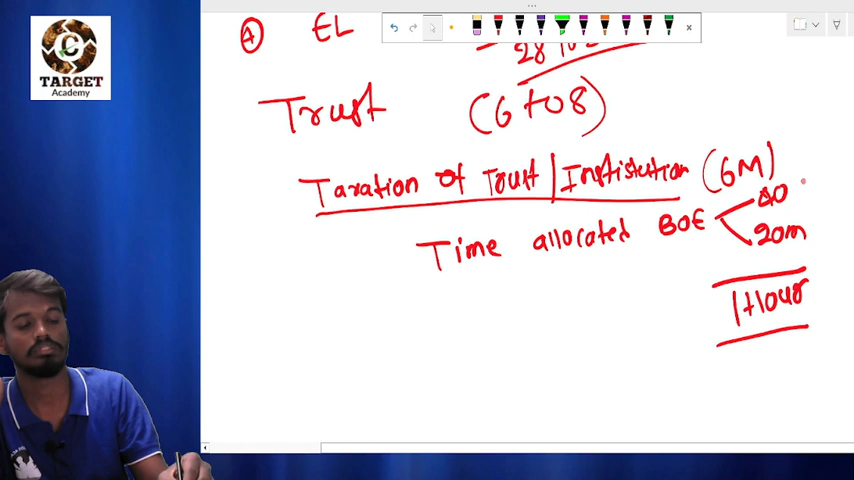 TARGET
Academy
4 EL
Trust (6 to 8)
Taxation of Trust | Institution (6M)
Time allocated BOE 40
20m
1 Hour